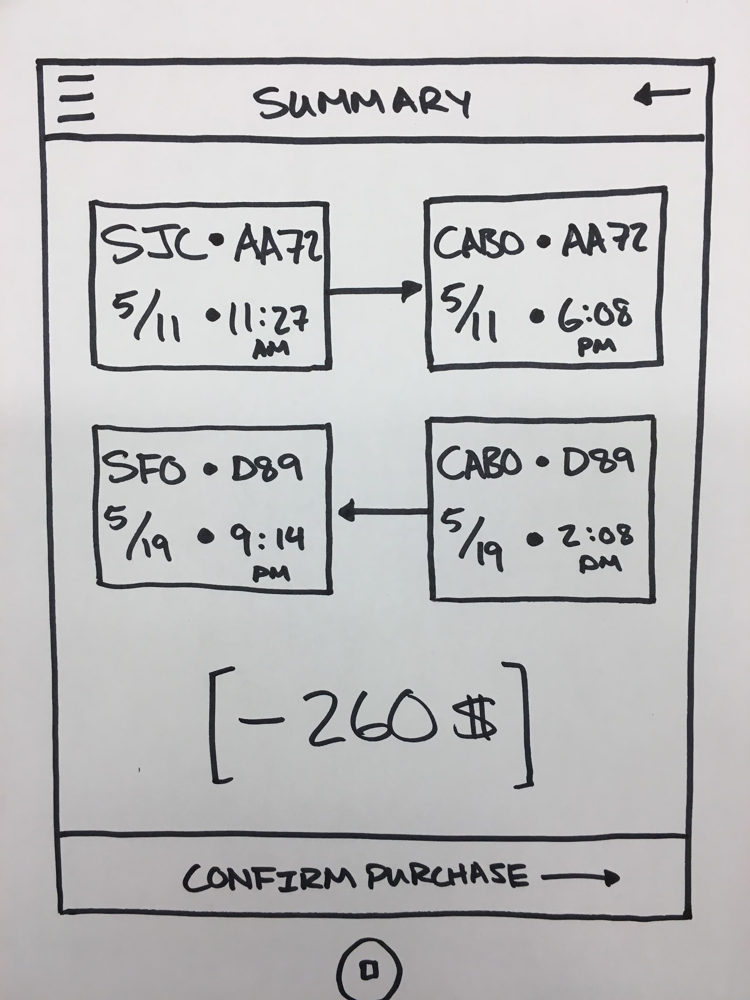 SUMMARY
SJC • AA72
5/11 • 11:27
AM
CABO • AA72
5/11 • 6:08
PM
SFO • D89
5/19 • 9:14
PM
CABO • D89
5/19 • 2:08
PM
[- 260 $]
CONFIRM PURCHASE →